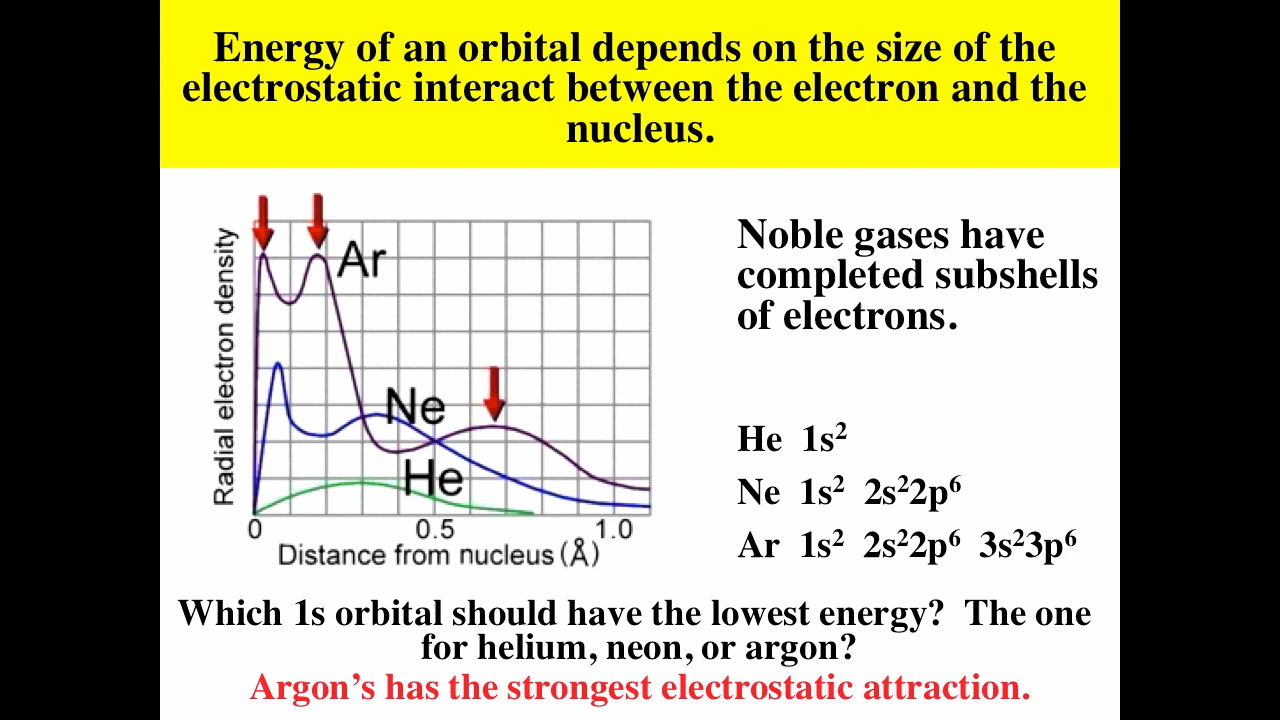 Energy of an orbital depends on the size of the
electrostatic interact between the electron and the
nucleus.
Radial electron density
Ar
Ne
He
0
0.5
1.0
Distance from nucleus (Å)
Noble gases have
completed subshells
of electrons.
He 1s²
Ne 1s² 2s²2p⁶
Ar 1s² 2s²2p⁶ 3s²3p⁶
Which 1s orbital should have the lowest energy? The one
for helium, neon, or argon?
Argon’s has the strongest electrostatic attraction.